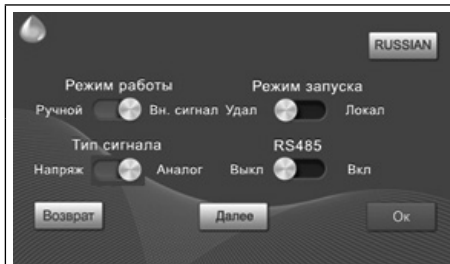 RUSSIAN
Режим работы Режим запуска
Ручной Вн. сигнал Удал Локал
Тип сигнала RS485
Напряж Аналог Выкл Вкл
Возврат Далее Ок